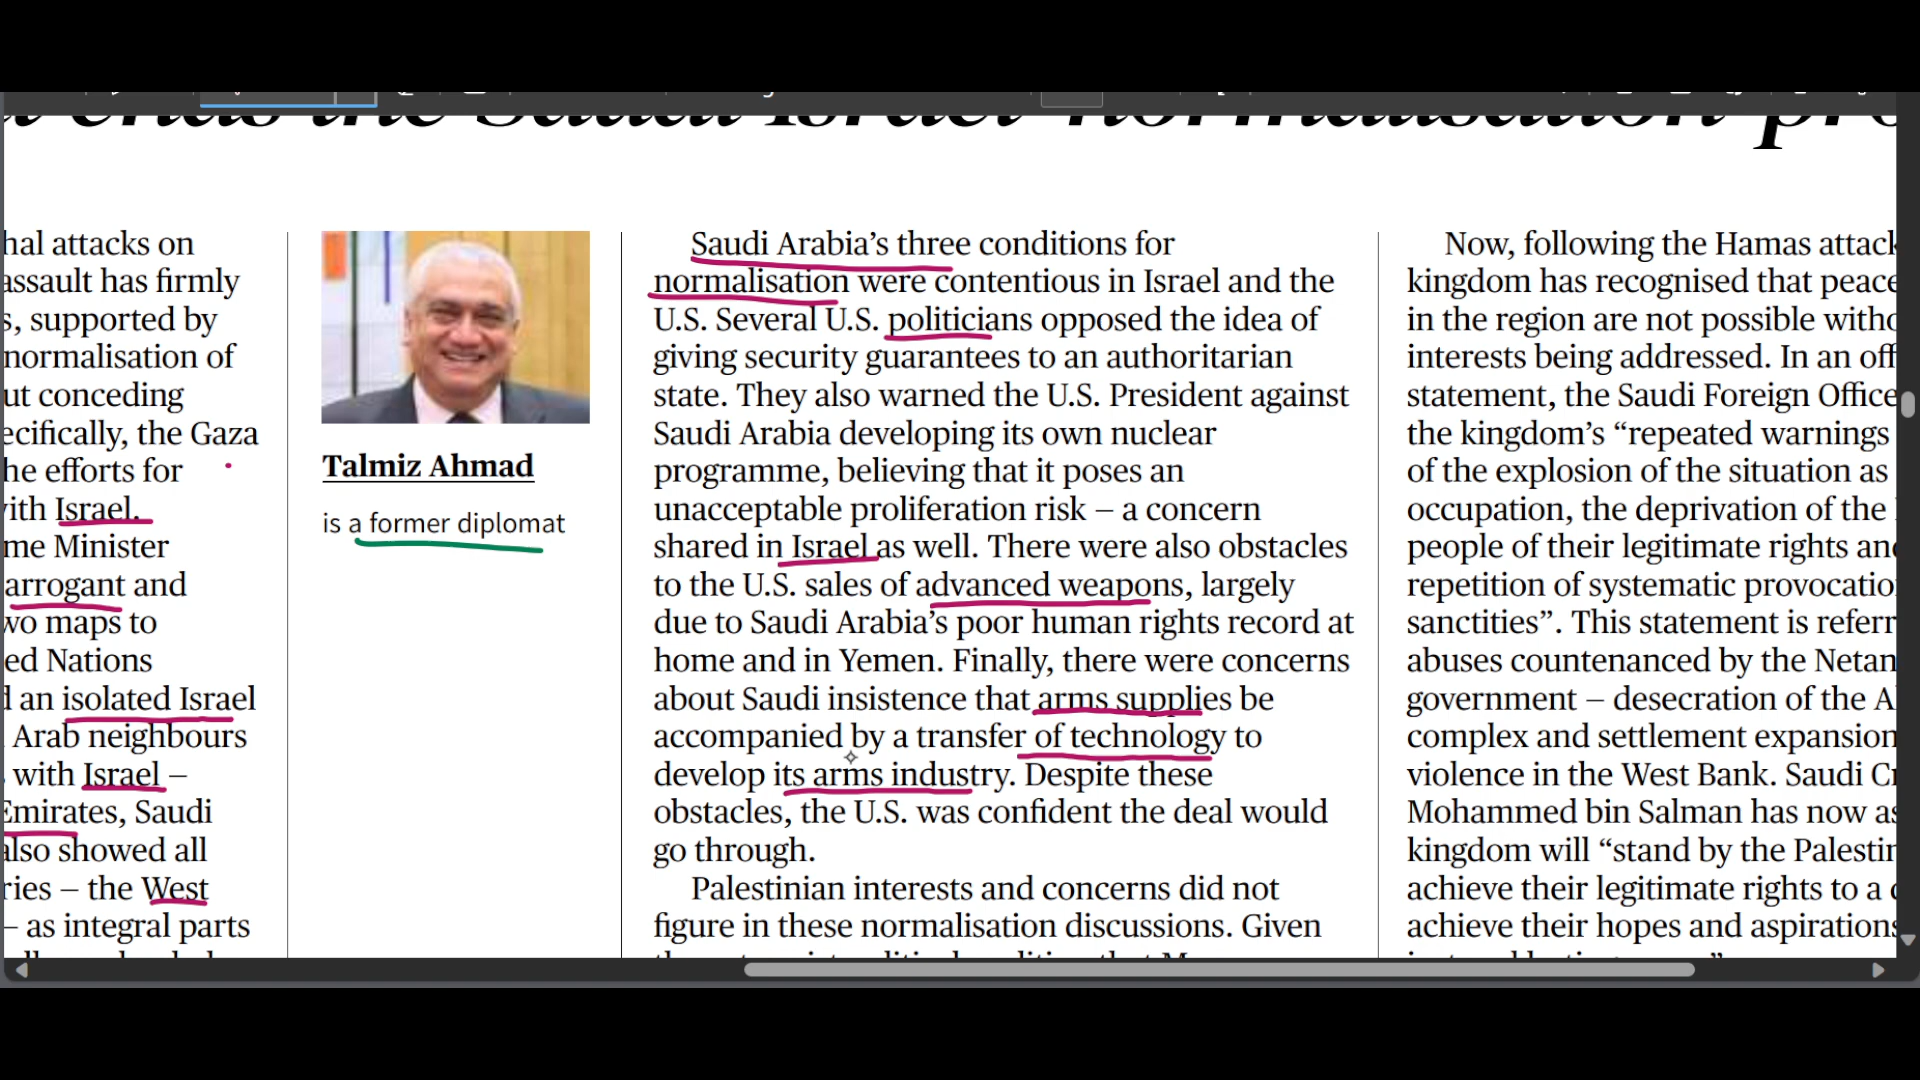 ends the Saudi-Israel normalisation
hal attacks on
assault has firmly
s, supported by
normalisation of
ut conceding
ecifically, the Gaza
he efforts for
ith Israel.
me Minister
arrogant and
wo maps to
ed Nations
d an isolated Israel
Arab neighbours
with Israel –
Emirates, Saudi
also showed all
ries – the West
– as integral parts
Talmiz Ahmad
is a former diplomat
Saudi Arabia’s three conditions for
normalisation were contentious in Israel and the
U.S. Several U.S. politicians opposed the idea of
giving security guarantees to an authoritarian
state. They also warned the U.S. President against
Saudi Arabia developing its own nuclear
programme, believing that it poses an
unacceptable proliferation risk – a concern
shared in Israel as well. There were also obstacles
to the U.S. sales of advanced weapons, largely
due to Saudi Arabia’s poor human rights record at
home and in Yemen. Finally, there were concerns
about Saudi insistence that arms supplies be
accompanied by a transfer of technology to
develop its arms industry. Despite these
obstacles, the U.S. was confident the deal would
go through.
Palestinian interests and concerns did not
figure in these normalisation discussions. Given
Now, following the Hamas attack
kingdom has recognised that peace
in the region are not possible witho
interests being addressed. In an off
statement, the Saudi Foreign Office
the kingdom’s “repeated warnings
of the explosion of the situation as
occupation, the deprivation of the
people of their legitimate rights and
repetition of systematic provocatio
sanctities”. This statement is referr
abuses countenanced by the Netan
government – desecration of the A
complex and settlement expansion
violence in the West Bank. Saudi Cr
Mohammed bin Salman has now as
kingdom will “stand by the Palestin
achieve their legitimate rights to a d
achieve their hopes and aspirations